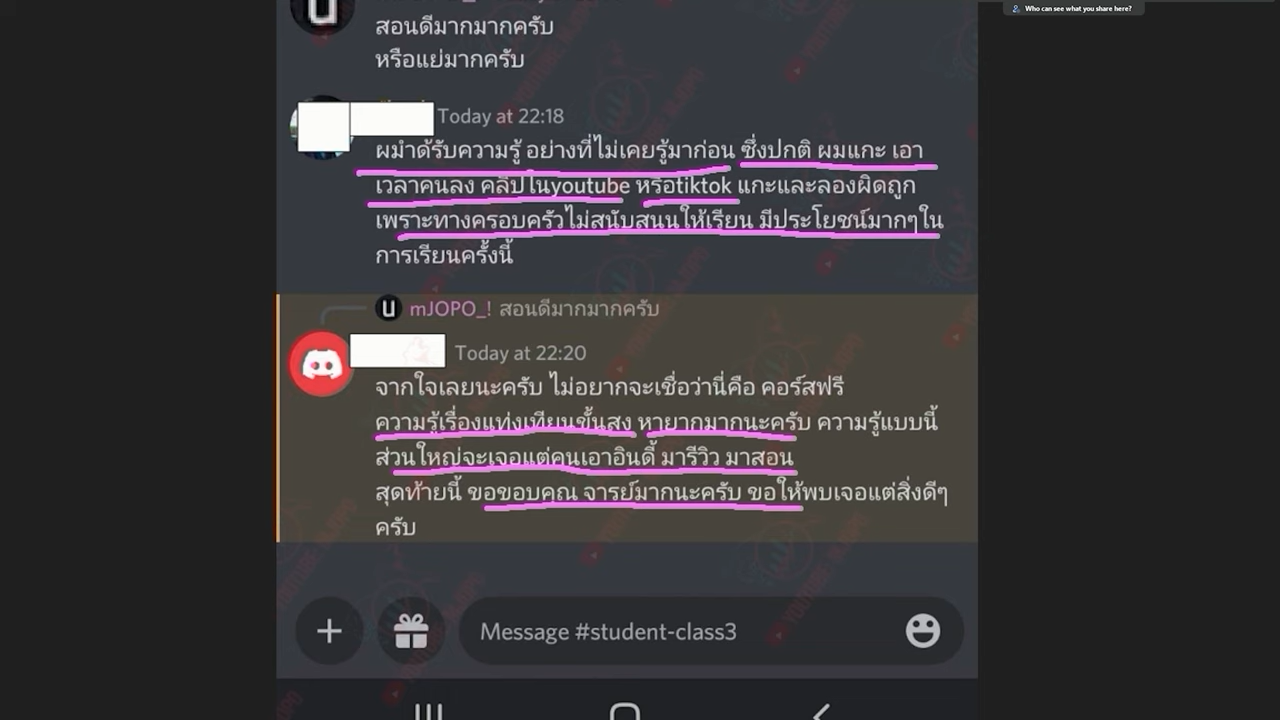 Who can see what you share here?
สอนดีมากมากครับ
หรือแย่มากครับ
Today at 22:18
ผมำด้รับความรู้ อย่างที่ไม่เคยรู้มาก่อน ซึ่งปกติ ผมแกะ เอา
เวลาคนลง คลิปในyoutube หรือtiktok แกะและลองผิดถูก
เพราะทางครอบครัวไม่สนับสนนให้เรียน มีประโยชน์มากๆใน
การเรียนครั้งนี้
mJOPO_! สอนดีมากมากครับ
Today at 22:20
จากใจเลยนะครับ ไม่อยากจะเชื่อว่านี่คือ คอร์สฟรี
ความรู้เรื่องแท่งเทียนขั้นสง หายากมากนะครับ ความรู้แบบนี้
ส่วนใหญ่จะเจอแต่คนเอาอินดี้ มารีวิว มาสอน
สุดท้ายนี้ ขอขอบคุณ จารย์มากนะครับ ขอให้พบเจอแต่สิ่งดีๆ
ครับ
Message #student-class3